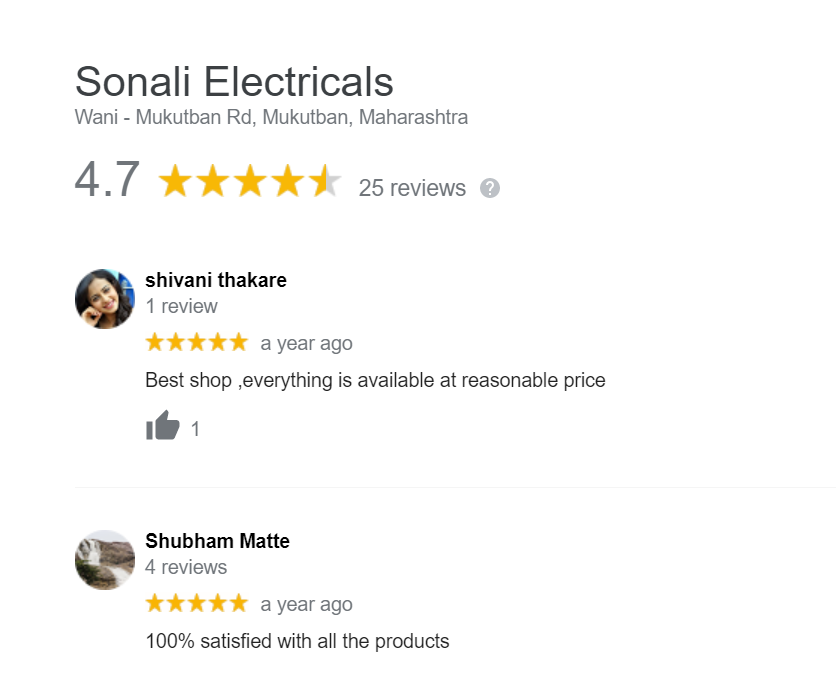 Sonali Electricals
Wani - Mukutban Rd, Mukutban, Maharashtra
4.7 25 reviews ?
shivani thakare
1 review
a year ago
Best shop ,everything is available at reasonable price
1
Shubham Matte
4 reviews
a year ago
100% satisfied with all the products